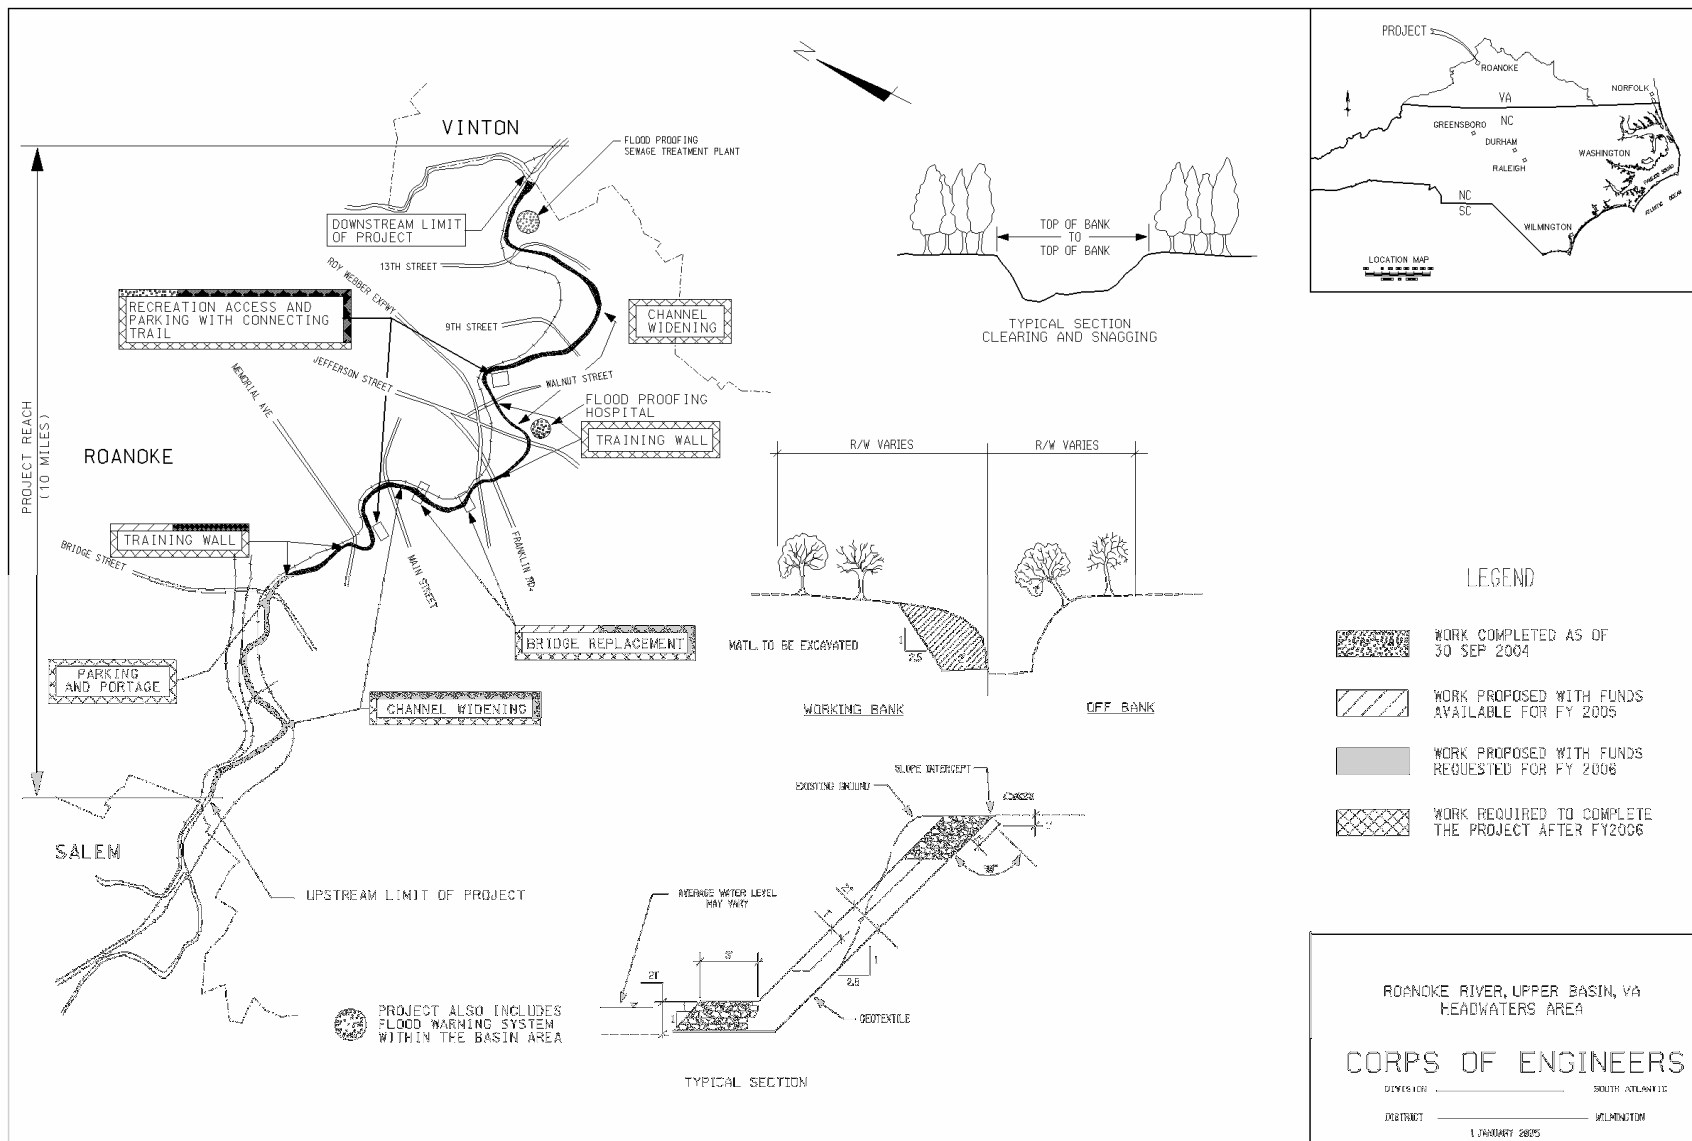 N
VINTON
FLOOD PROOFING
SEWAGE TREATMENT PLANT
DOWNSTREAM LIMIT
OF PROJECT
13TH STREET
ROY WEBBER EXPWY
RECREATION ACCESS AND
PARKING WITH CONNECTING
TRAIL
9TH STREET
CHANNEL
WIDENING
JEFFERSON STREET
MEMORIAL AVE
WALNUT STREET
FLOOD PROOFING
HOSPITAL
TRAINING WALL
PROJECT REACH
(10 MILES)
ROANOKE
TRAINING WALL
BRIDGE STREET
MAIN STREET
FRANKLIN RD.
BRIDGE REPLACEMENT
PARKING
AND PORTAGE
CHANNEL WIDENING
SALEM
UPSTREAM LIMIT OF PROJECT
PROJECT ALSO INCLUDES
FLOOD WARNING SYSTEM
WITHIN THE BASIN AREA
TOP OF BANK
TO
TOP OF BANK
TYPICAL SECTION
CLEARING AND SNAGGING
R/W VARIES
R/W VARIES
MATL. TO BE EXCAVATED
1
2.5
WORKING BANK
OFF BANK
SLOPE INTERCEPT
EXISTING GROUND
AVERAGE WATER LEVEL
MAY VARY
1
2.5
GEOTEXTILE
TYPICAL SECTION
PROJECT
ROANOKE
NORFOLK
VA
NC
GREENSBORO
DURHAM
RALEIGH
WASHINGTON
PAMLICO SOUND
ATLANTIC OCEAN
NC
SC
WILMINGTON
LOCATION MAP
LEGEND
WORK COMPLETED AS OF
30 SEP 2004
WORK PROPOSED WITH FUNDS
AVAILABLE FOR FY 2005
WORK PROPOSED WITH FUNDS
REQUESTED FOR FY 2006
WORK REQUIRED TO COMPLETE
THE PROJECT AFTER FY2006
ROANOKE RIVER, UPPER BASIN, VA
HEADWATERS AREA
CORPS OF ENGINEERS
DIVISION SOUTH ATLANTIC
DISTRICT WILMINGTON
1 JANUARY 2005